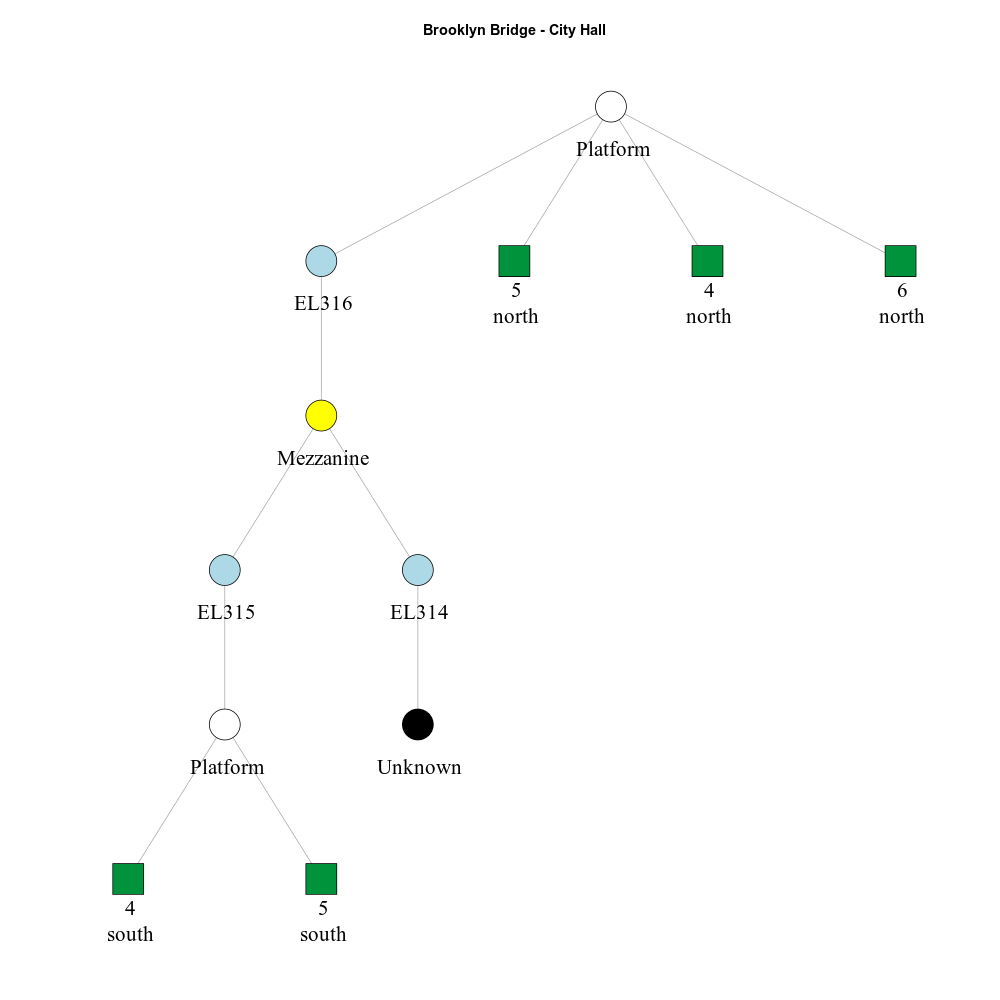 Brooklyn Bridge - City Hall
Platform
EL316
5
north
4
north
6
north
Mezzanine
EL315
EL314
Platform
Unknown
4
south
5
south